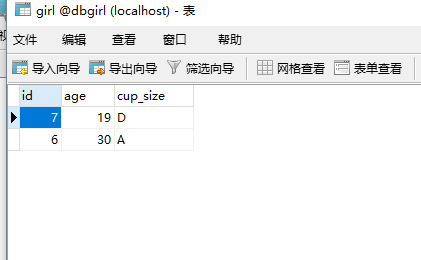 girl @dbgirl (localhost) - 表
文件 编辑 查看 窗口 帮助
导入向导 导出向导 筛选向导 网格查看 表单查看
id age cup_size
7 19 D
6 30 A